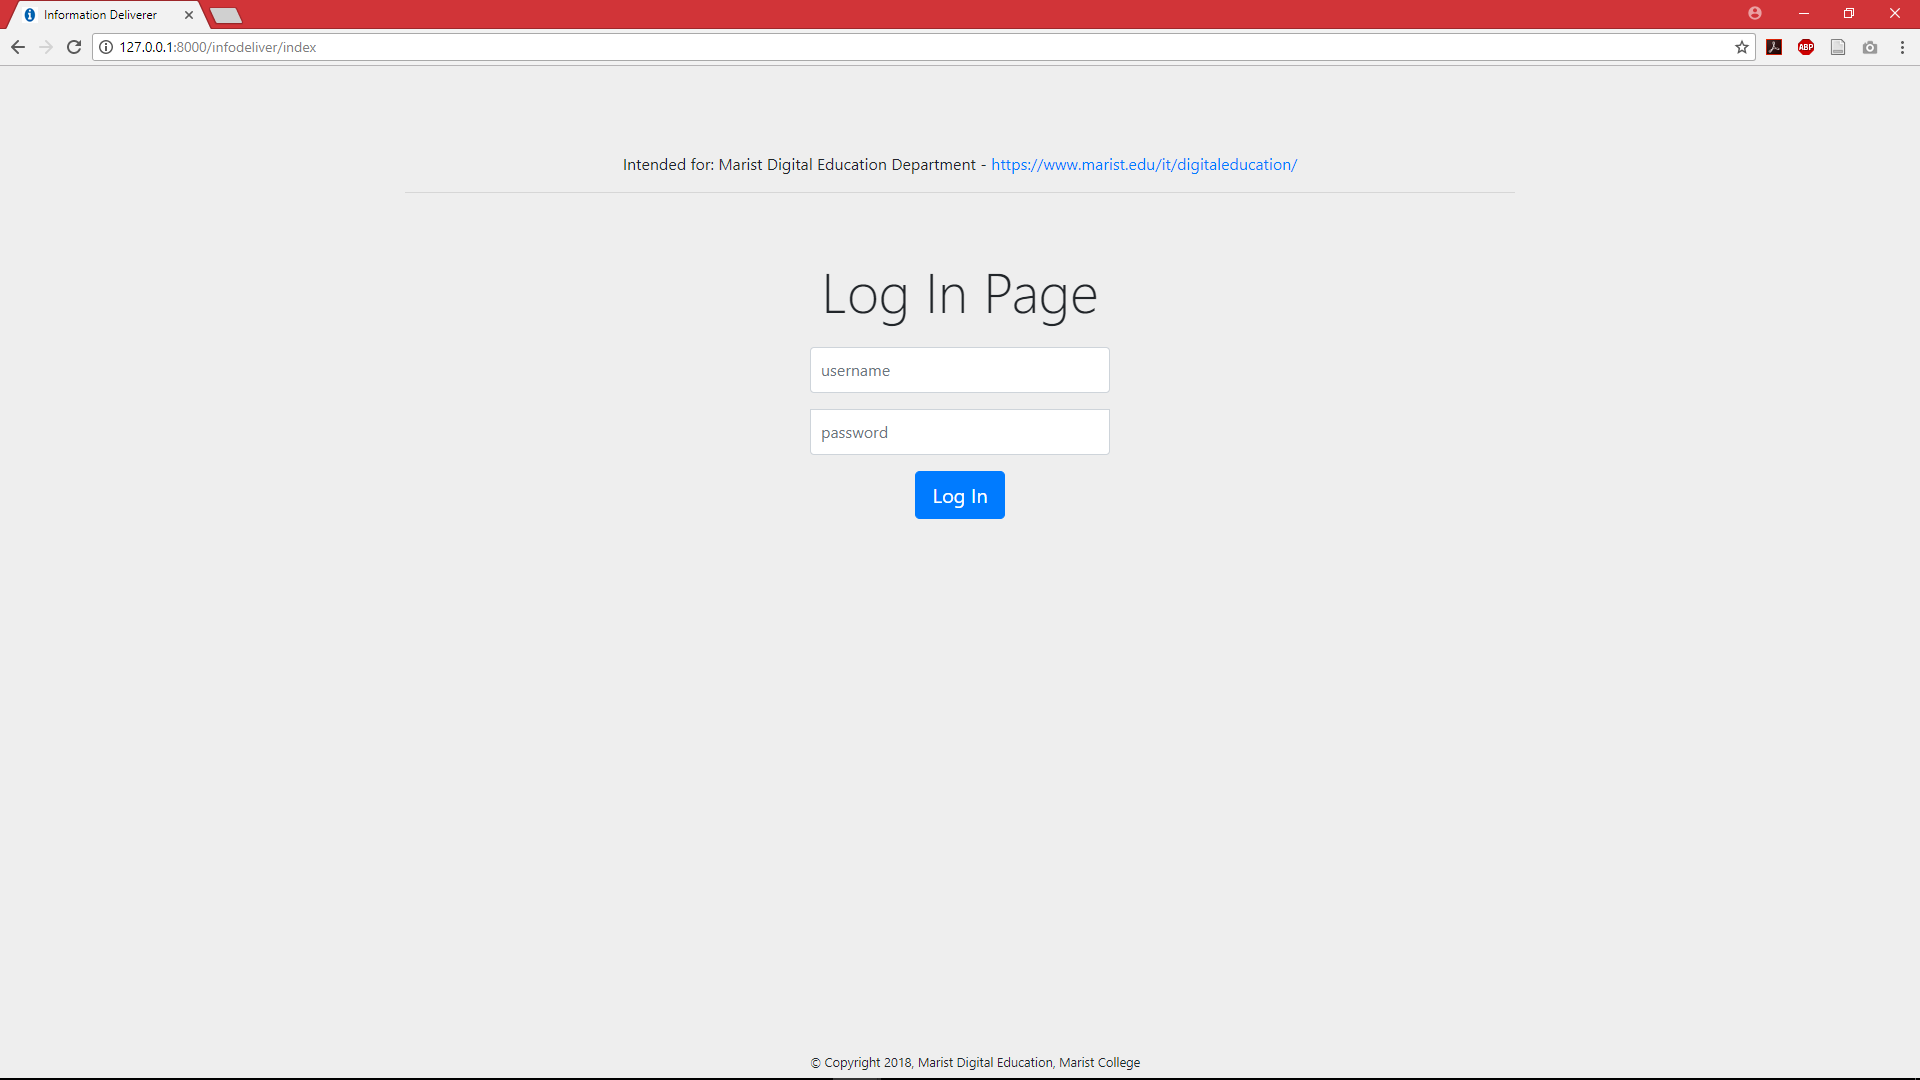 Information Deliverer
127.0.0.1:8000/infodeliver/index
ABP
Intended for: Marist Digital Education Department - https://www.marist.edu/it/digitaleducation/
Log In Page
username
password
Log In
© Copyright 2018, Marist Digital Education, Marist College